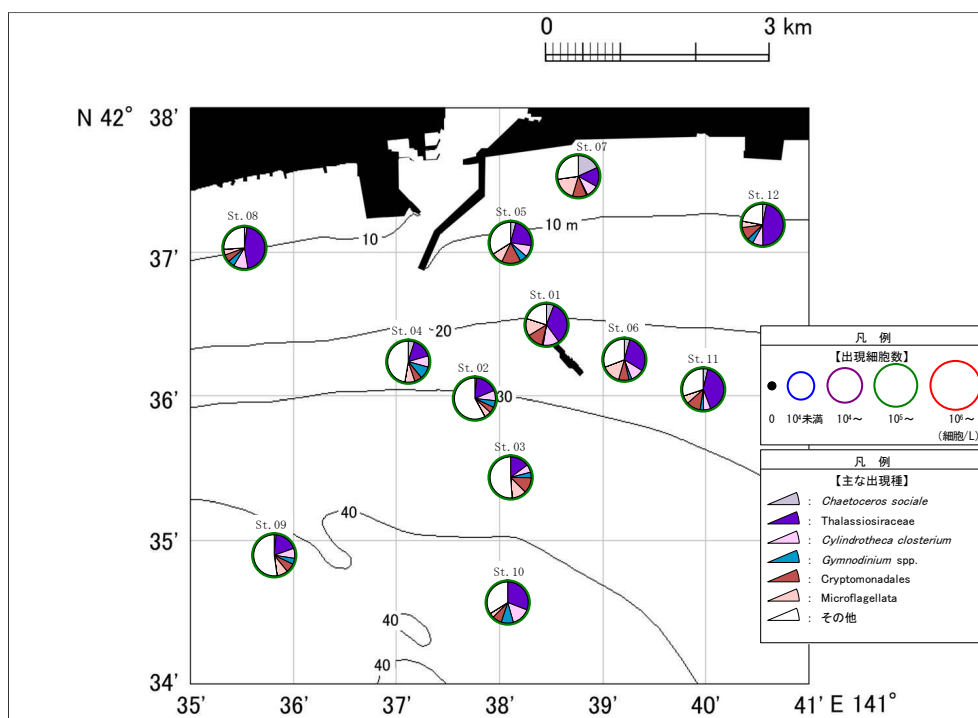 0 3 km
N 42° 38'
37'
36'
35'
34'
35' 36' 37' 38' 39' 40' 41' E 141°
St.07
St.12
St.05
St.08
10
10 m
St.01
20
St.04
St.06
St.02
St.11
30
St.03
40
St.09
St.10
40
40
凡 例
【出現細胞数】
0 10⁴未満 10⁴～ 10⁵～ 10⁶～
(細胞/L)
凡 例
【主な出現種】
: Chaetoceros sociale
: Thalassiosiraceae
: Cylindrotheca closterium
: Gymnodinium spp.
: Cryptomonadales
: Microflagellata
: その他